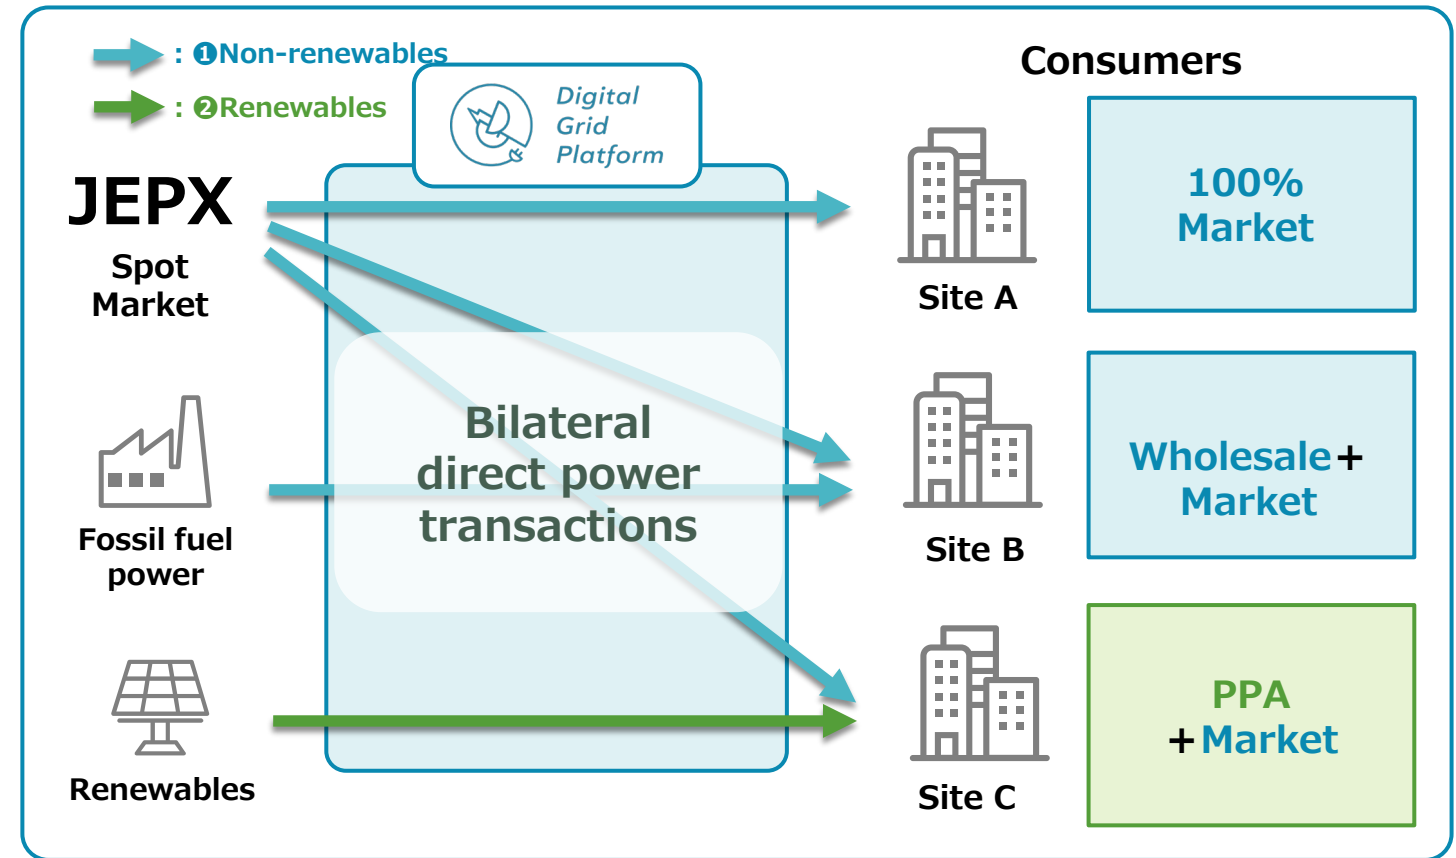 : ❶Non-renewables
: ❷Renewables
Digital
Grid
Platform
Consumers
JEPX
Spot
Market
Fossil fuel
power
Renewables
Bilateral
direct power
transactions
Site A
100%
Market
Site B
Wholesale+
Market
Site C
PPA
+Market